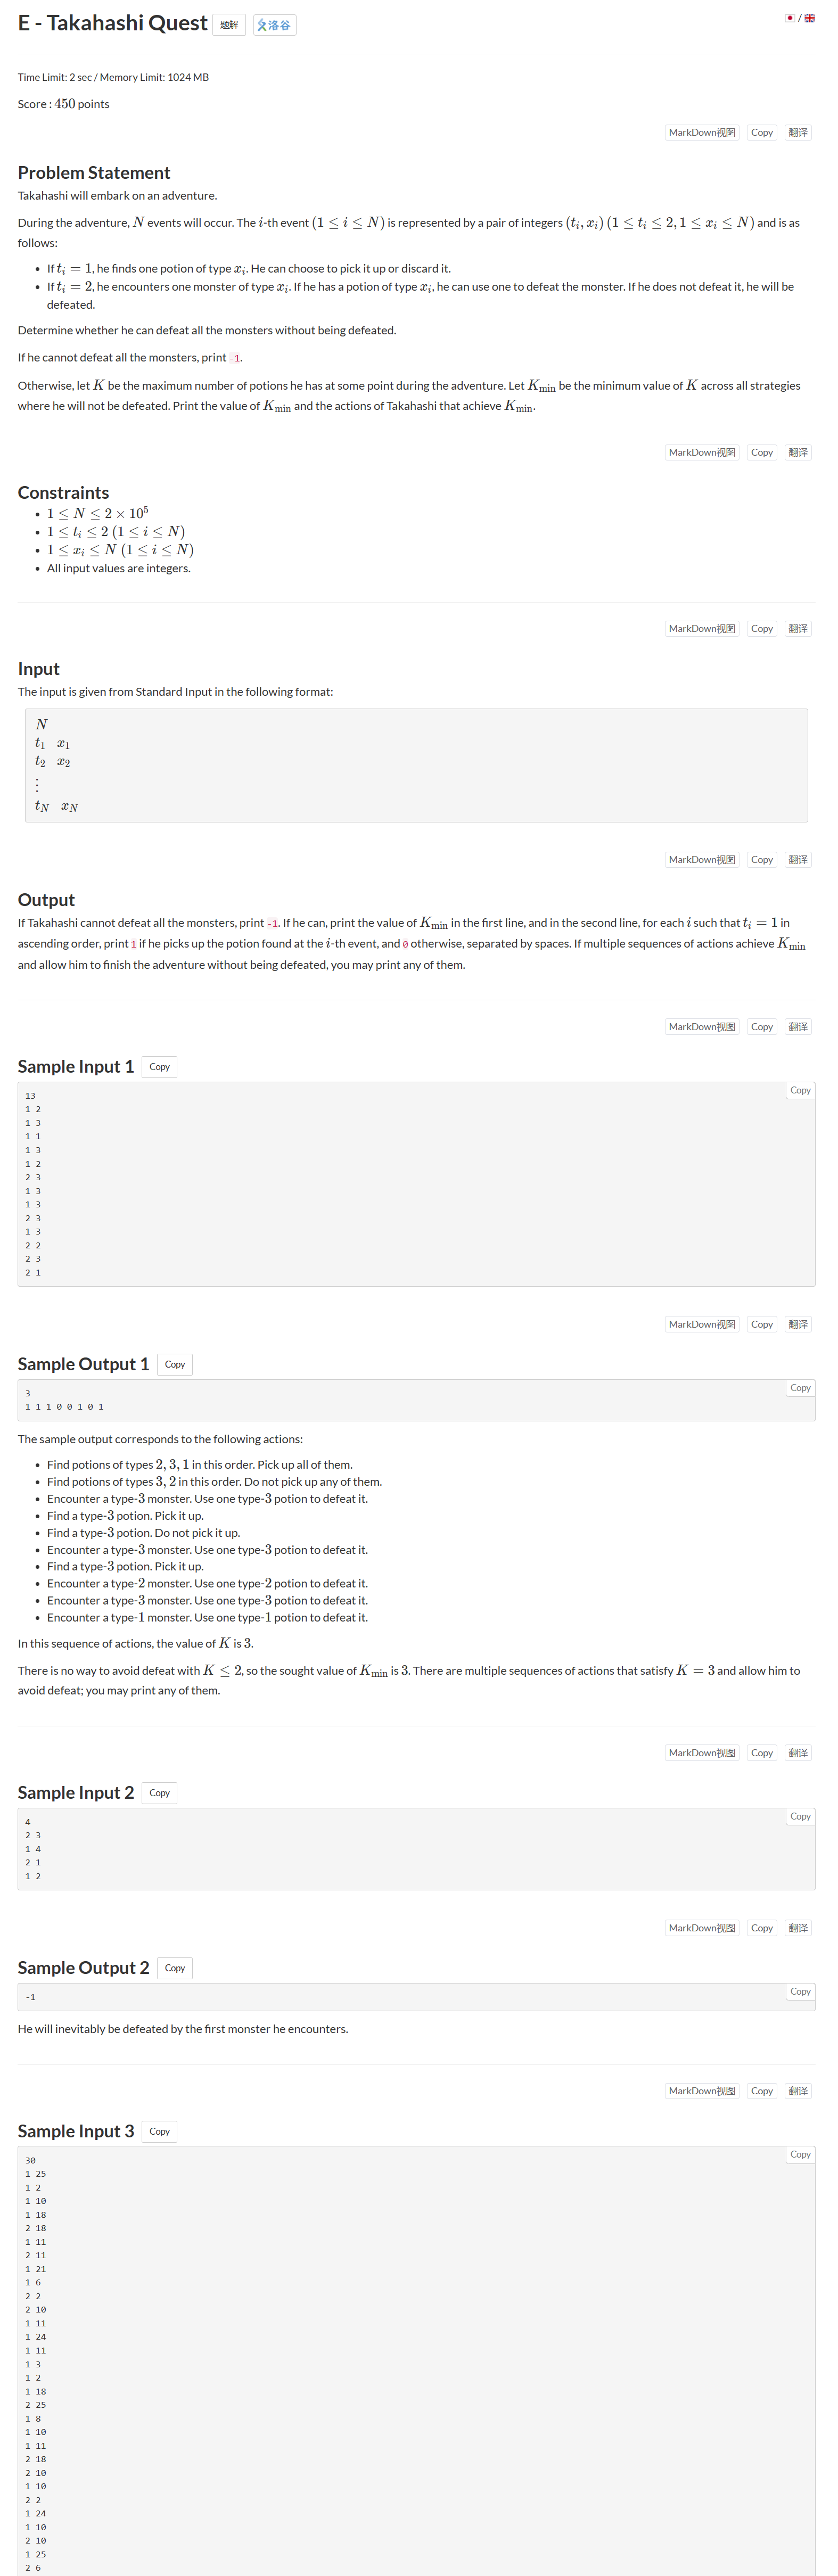 E - Takahashi Quest 题解 洛谷
/
Time Limit: 2 sec / Memory Limit: 1024 MB
Score : 450 points
MarkDown视图 Copy 翻译
Problem Statement
Takahashi will embark on an adventure.
During the adventure, N events will occur. The i-th event (1 ≤ i ≤ N) is represented by a pair of integers (t_i, x_i) (1 ≤ t_i ≤ 2, 1 ≤ x_i ≤ N) and is as
follows:
• If t_i = 1, he finds one potion of type x_i. He can choose to pick it up or discard it.
• If t_i = 2, he encounters one monster of type x_i. If he has a potion of type x_i, he can use one to defeat the monster. If he does not defeat it, he will be
defeated.
Determine whether he can defeat all the monsters without being defeated.
If he cannot defeat all the monsters, print -1.
Otherwise, let K be the maximum number of potions he has at some point during the adventure. Let K_min be the minimum value of K across all strategies
where he will not be defeated. Print the value of K_min and the actions of Takahashi that achieve K_min.
MarkDown视图 Copy 翻译
Constraints
• 1 ≤ N ≤ 2 × 10^5
• 1 ≤ t_i ≤ 2 (1 ≤ i ≤ N)
• 1 ≤ x_i ≤ N (1 ≤ i ≤ N)
• All input values are integers.
MarkDown视图 Copy 翻译
Input
The input is given from Standard Input in the following format:
N
t_1 x_1
t_2 x_2
⋮
t_N x_N
MarkDown视图 Copy 翻译
Output
If Takahashi cannot defeat all the monsters, print -1. If he can, print the value of K_min in the first line, and in the second line, for each i such that t_i = 1 in
ascending order, print 1 if he picks up the potion found at the i-th event, and 0 otherwise, separated by spaces. If multiple sequences of actions achieve K_min
and allow him to finish the adventure without being defeated, you may print any of them.
MarkDown视图 Copy 翻译
Sample Input 1 Copy
Copy
13
1 2
1 3
1 1
1 3
1 2
2 3
1 3
1 3
2 3
1 3
2 2
2 3
2 1
MarkDown视图 Copy 翻译
Sample Output 1 Copy
Copy
3
1 1 1 0 0 1 0 1
The sample output corresponds to the following actions:
• Find potions of types 2, 3, 1 in this order. Pick up all of them.
• Find potions of types 3, 2 in this order. Do not pick up any of them.
• Encounter a type-3 monster. Use one type-3 potion to defeat it.
• Find a type-3 potion. Pick it up.
• Find a type-3 potion. Do not pick it up.
• Encounter a type-3 monster. Use one type-3 potion to defeat it.
• Find a type-3 potion. Pick it up.
• Encounter a type-2 monster. Use one type-2 potion to defeat it.
• Encounter a type-3 monster. Use one type-3 potion to defeat it.
• Encounter a type-1 monster. Use one type-1 potion to defeat it.
In this sequence of actions, the value of K is 3.
There is no way to avoid defeat with K ≤ 2, so the sought value of K_min is 3. There are multiple sequences of actions that satisfy K = 3 and allow him to
avoid defeat; you may print any of them.
MarkDown视图 Copy 翻译
Sample Input 2 Copy
Copy
4
2 3
1 4
2 1
1 2
MarkDown视图 Copy 翻译
Sample Output 2 Copy
Copy
-1
He will inevitably be defeated by the first monster he encounters.
MarkDown视图 Copy 翻译
Sample Input 3 Copy
Copy
30
1 25
1 2
1 10
1 18
2 18
1 11
2 11
1 21
1 6
2 2
2 10
1 11
1 24
1 11
1 3
1 2
1 18
2 25
1 8
1 10
1 11
2 18
2 10
1 10
2 2
1 24
1 10
2 10
1 25
2 6